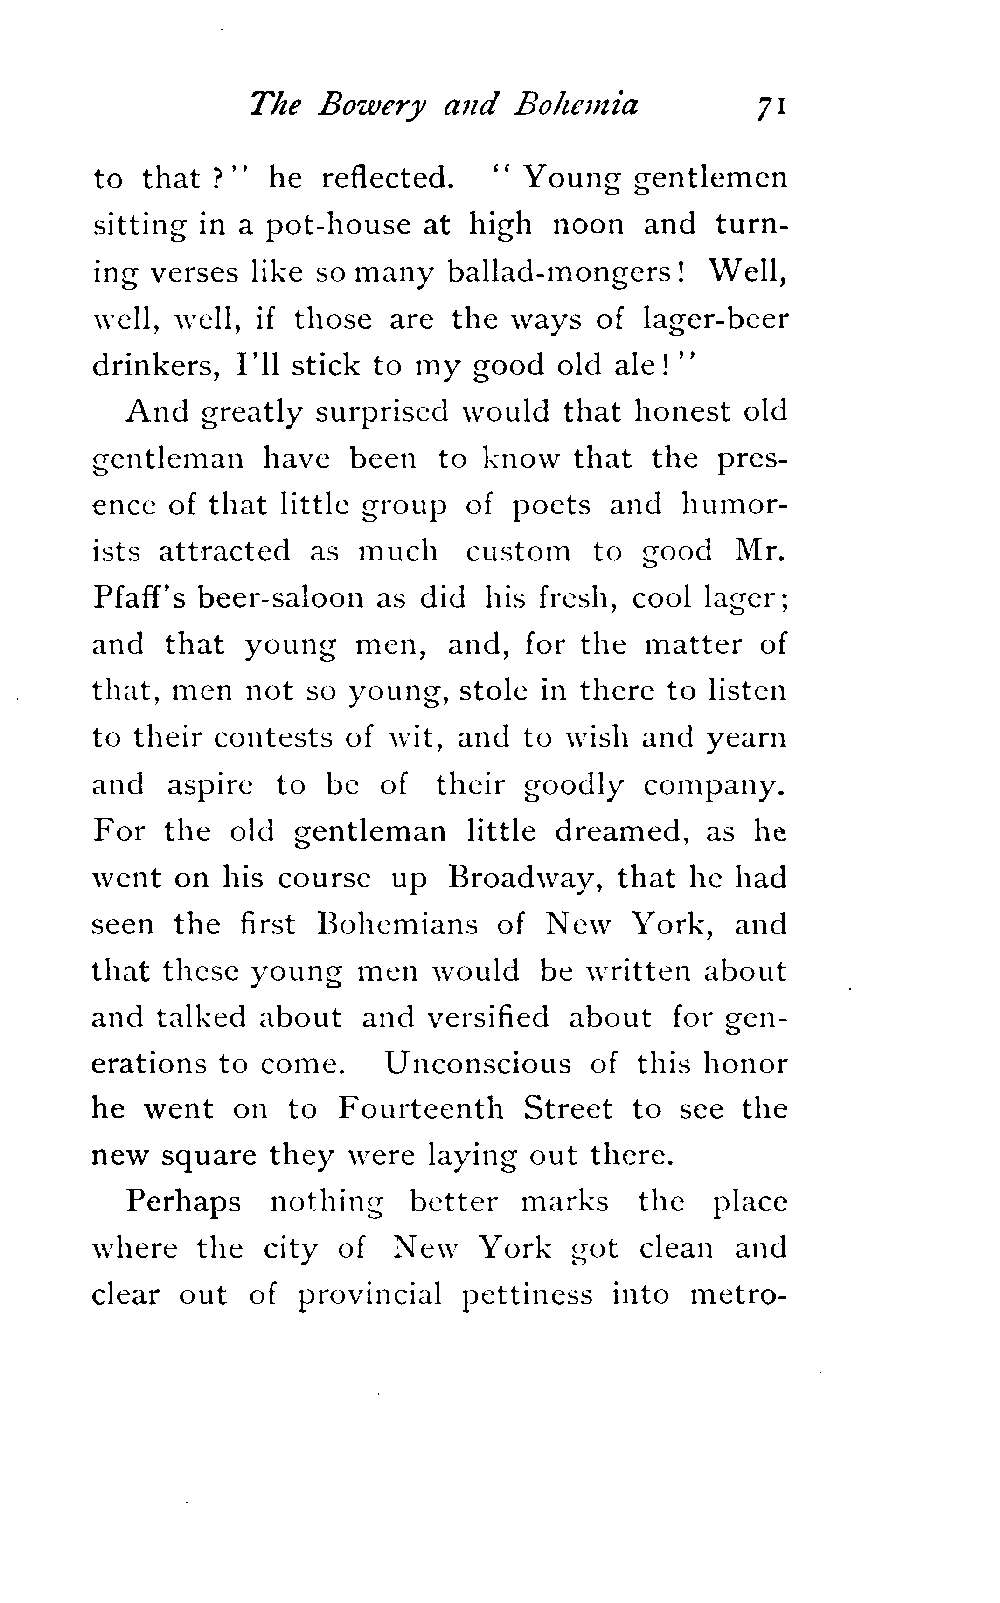 The Bowery and Bohemia 71
to that?" he reflected. "Young gentlemen
sitting in a pot-house at high noon and turn-
ing verses like so many ballad-mongers! Well,
well, well, if those are the ways of lager-beer
drinkers, I'll stick to my good old ale!"
And greatly surprised would that honest old
gentleman have been to know that the pres-
ence of that little group of poets and humor-
ists attracted as much custom to good Mr.
Pfaff's beer-saloon as did his fresh, cool lager;
and that young men, and, for the matter of
that, men not so young, stole in there to listen
to their contests of wit, and to wish and yearn
and aspire to be of their goodly company.
For the old gentleman little dreamed, as he
went on his course up Broadway, that he had
seen the first Bohemians of New York, and
that these young men would be written about
and talked about and versified about for gen-
erations to come. Unconscious of this honor
he went on to Fourteenth Street to see the
new square they were laying out there.
Perhaps nothing better marks the place
where the city of New York got clean and
clear out of provincial pettiness into metro-